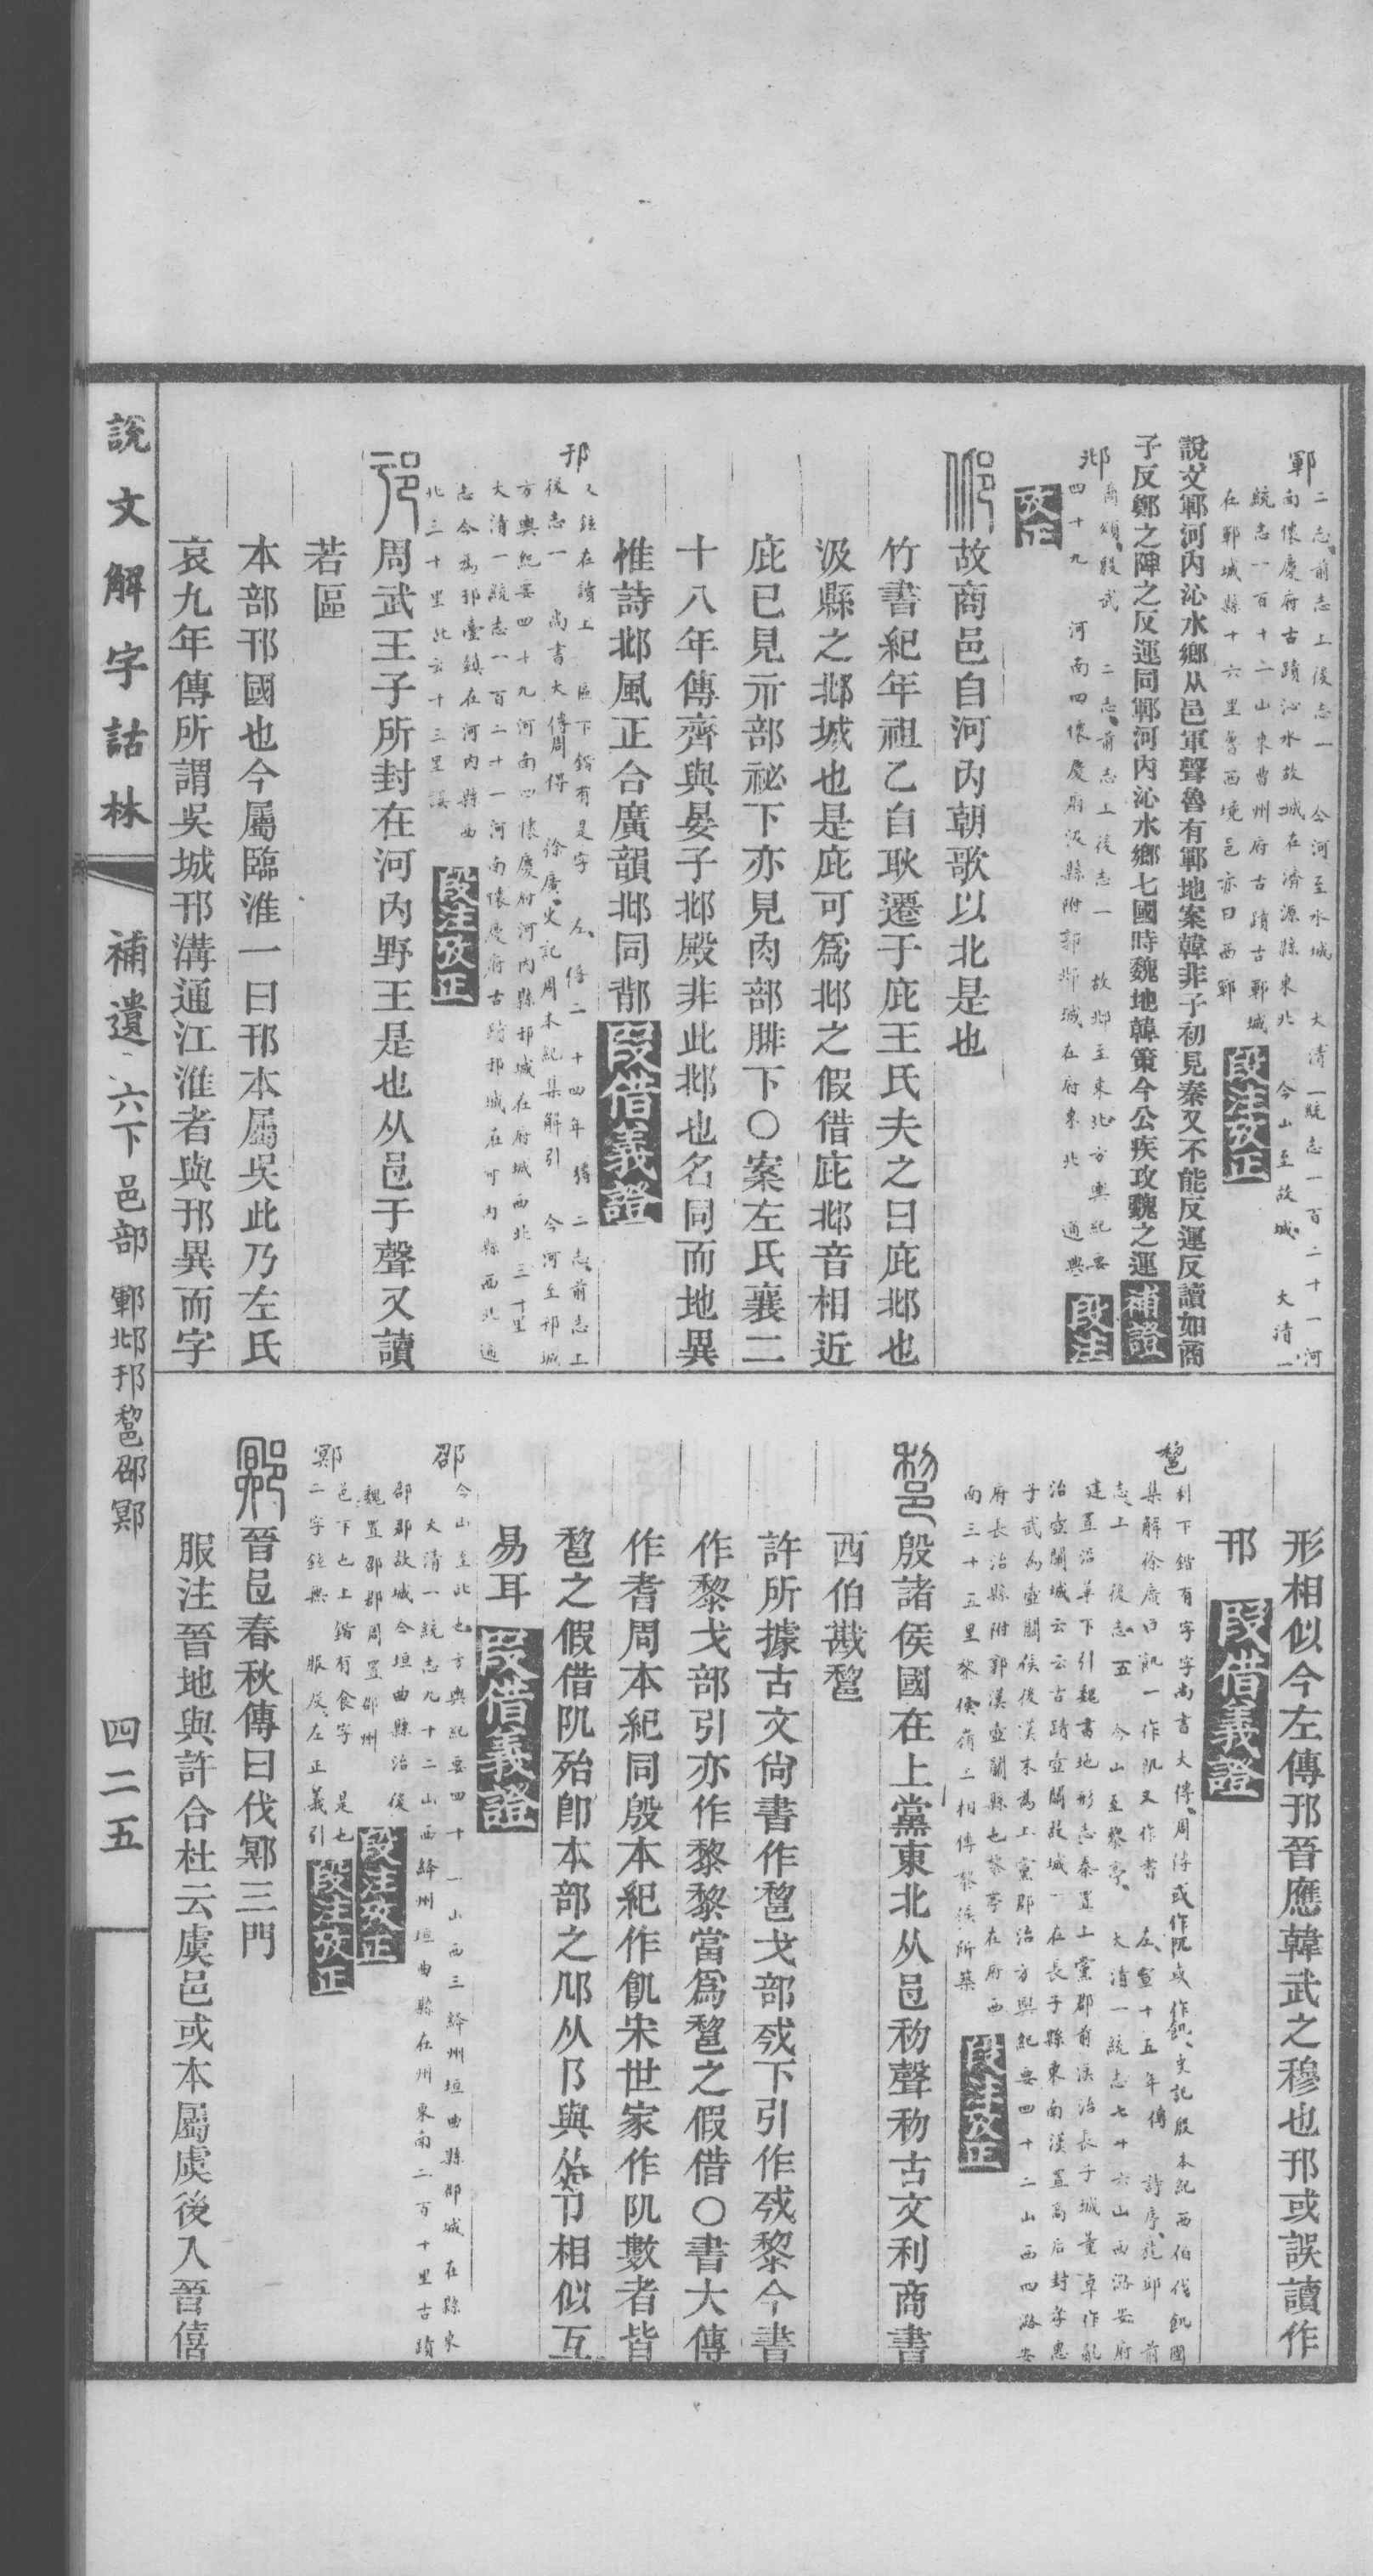 鄆二志、前志上後志一　今河至水城　大清一統志一百二十一河
南懷慶府古蹟沁水故城在濟源縣東北　今山至故城、大清一
統志一百十二山東曹州府古蹟古鄆城
在鄆城縣十六里舊西境邑亦曰西鄆　段注攷正
說文鄆河內沁水鄉从邑軍聲魯有鄆地案韓非子初見秦又不能反運反讀如商
子反鄭之陴之反運同鄆河內沁水鄉七國時魏地韓策今公疾攻魏之運　補證
邶商頌、殷武　二志、前志上後志一　故邶至東北、方輿紀要
四十九　河南四懷慶府汲縣附郭邶城在府東北　通典　段注
攷正
故商邑自河內朝歌以北是也
竹書紀年祖乙自耿遷于庇王氏夫之曰庇邶也
汲縣之邶城也是庇可爲邶之假借庇邶音相近
庇已見示部祕下亦見肉部腓下〇案左氏襄二
十八年傳齊與晏子邶殿非此邶也名同而地異
惟詩邶風正合廣韻邶同鄁　段借義證
邘又鉉在讀上　區下鍇有是字　左、僖二十四年　二志、前志上
後志一　尚書大傳周傳　徐廣、史記周本紀集解引　今河至邘城
方輿紀要四十九河南四懷慶府河內縣邘城在府城西北三十里
大清一統志一百二十一河南懷慶府古蹟邘城在河內縣西北通
志今爲邘臺鎮在河內縣西
北三十里此云十三里誤　段注攷正
周武王子所封在河內野王是也从邑于聲又讀
若區
本部邗國也今屬臨淮一曰邗本屬吳此乃左氏
哀九年傳所謂吳城邗溝通江淮者與邘異而字
形相似今左傳邘晉應韓武之穆也邘或誤讀作
邗　段借義證
𨛫利下鍇有字字尚書大傳、周傳或作阢或作飢、史記殷本紀西伯伐飢國
集解徐廣曰飢一作阢又作耆　左、宣十五年傳　詩序、旄邱　前
志、上　後志、五　今山至黎亭、大清一統志七十六山西潞安府
建置沿革下引魏書地形志秦置上黨郡前漢治長子城董卓作亂
治壺關城云云古蹟壺關故城一在長子縣東南漢置高后封孝惠
子武爲壺關侯後漢末爲上黨郡治方輿紀要四十二山西四潞安
府長治縣附郭漢壺關縣也黎亭在府西
南三十五里黎侯嶺上相傳黎侯所築　段注攷正
殷諸侯國在上黨東北从邑𥝢聲𥝢古文利商書
西伯戡𨛫
許所據古文尙書作𨛫戈部㦵下引作㦵黎今書
作黎戈部引亦作黎黎當爲𨛫之假借〇書大傳
作耆周本紀同殷本紀作飢宋世家作阢數者皆
𨛫之假借阢殆卽本部之𨙫从卩與卪相似互
易耳　段借義證
邵今山至此也、方輿紀要四十一山西三絳州垣曲縣邵城在縣東
大清一統志九十二山西絳州垣曲縣在州東南二百十里古蹟
邵郡故城今垣曲縣治後
魏置邵郡周置邵州　段注攷正
鄍邑下也上鍇有食字　是也
二字鉉無　服虔、左正義引　段注攷正
晉邑春秋傳曰伐鄍三門
服注晉地與許合杜云虞邑或本屬虞後入晉僖
說文解字詁林　補遺　六下邑部　鄆邶邘𨛫邵鄍　四二五